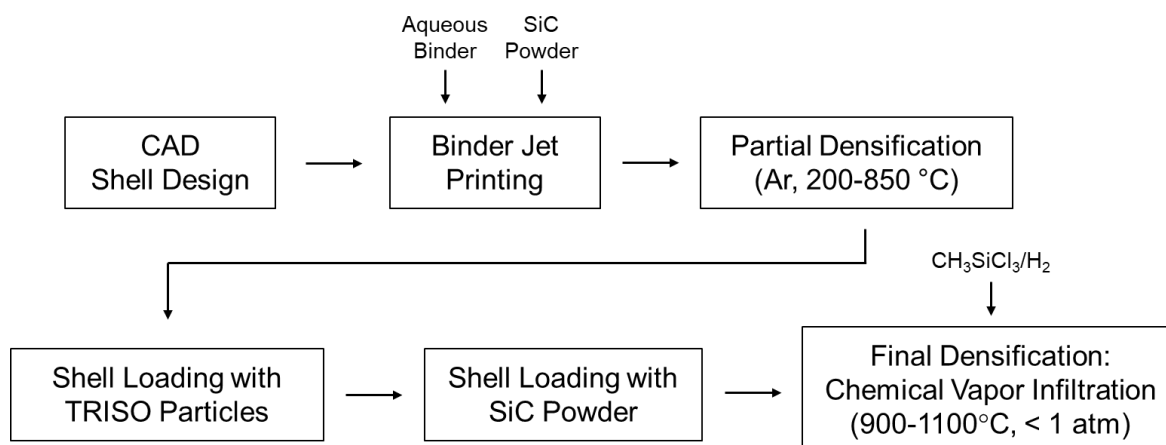 Aqueous
Binder
SiC
Powder
CAD
Shell Design
Binder Jet
Printing
Partial Densification
(Ar, 200-850 °C)
CH₃SiCl₃/H₂
Shell Loading with
TRISO Particles
Shell Loading with
SiC Powder
Final Densification:
Chemical Vapor Infiltration
(900-1100°C, < 1 atm)